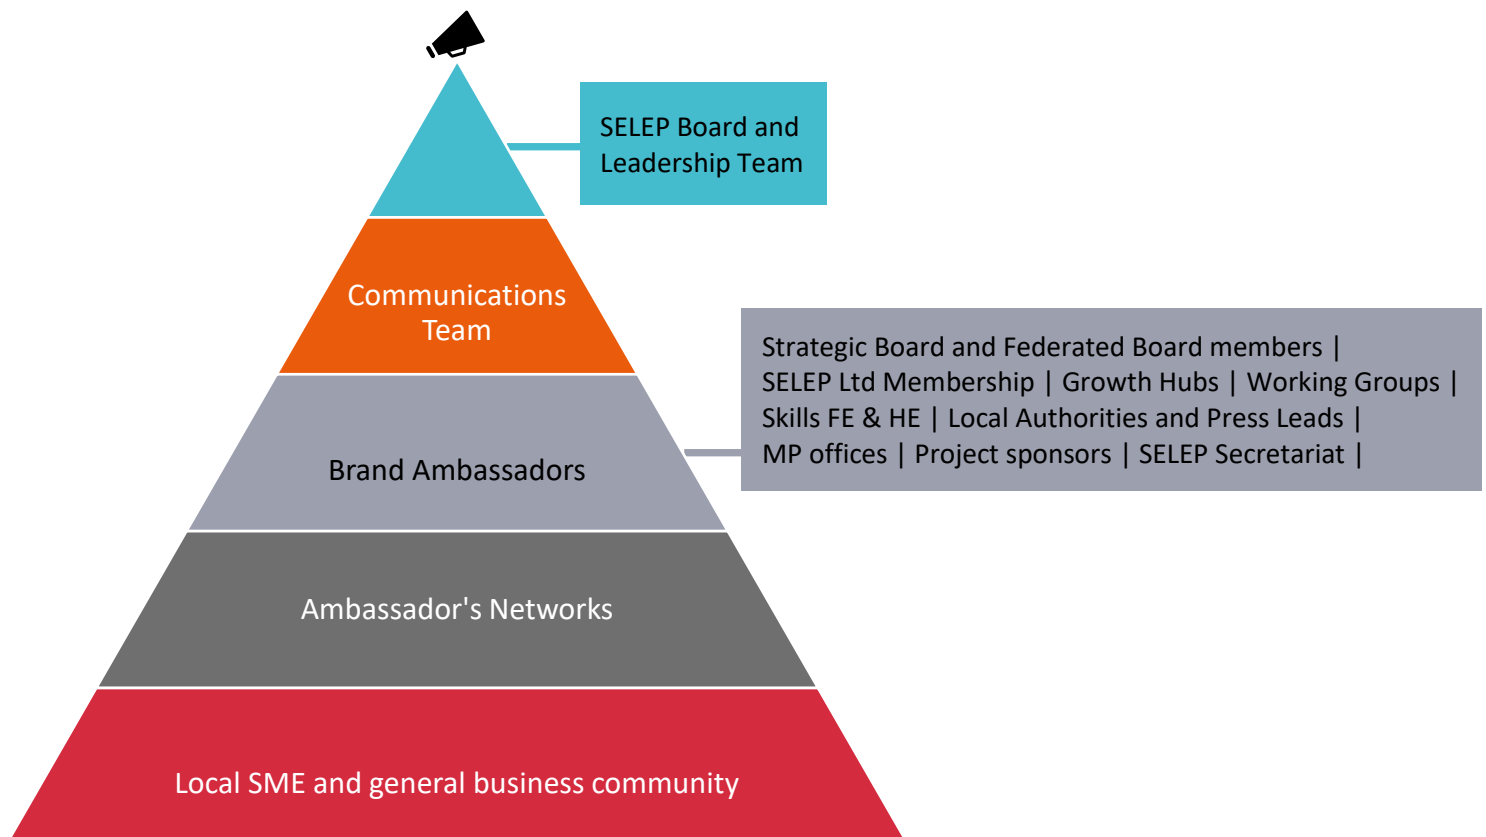 SELEP Board and
Leadership Team
Communications
Team
Strategic Board and Federated Board members |
SELEP Ltd Membership | Growth Hubs | Working Groups |
Skills FE & HE | Local Authorities and Press Leads |
MP offices | Project sponsors | SELEP Secretariat |
Brand Ambassadors
Ambassador's Networks
Local SME and general business community